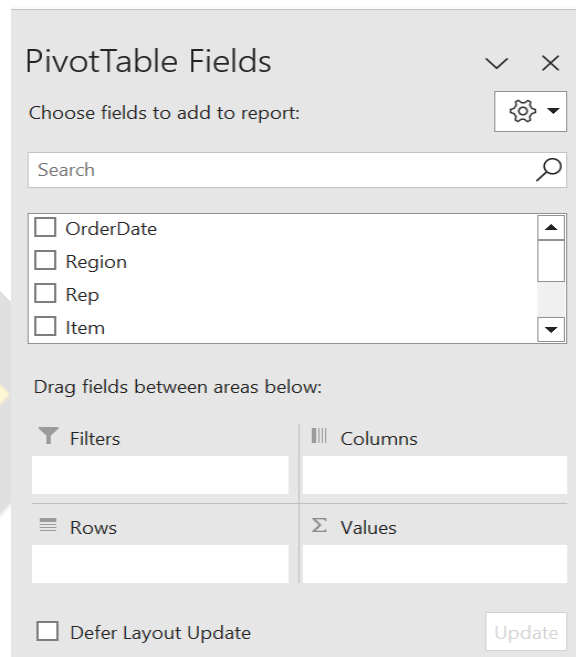 PivotTable Fields
Choose fields to add to report:
Search
OrderDate
Region
Rep
Item
Drag fields between areas below:
Filters
Columns
Rows
Σ Values
Defer Layout Update
Update